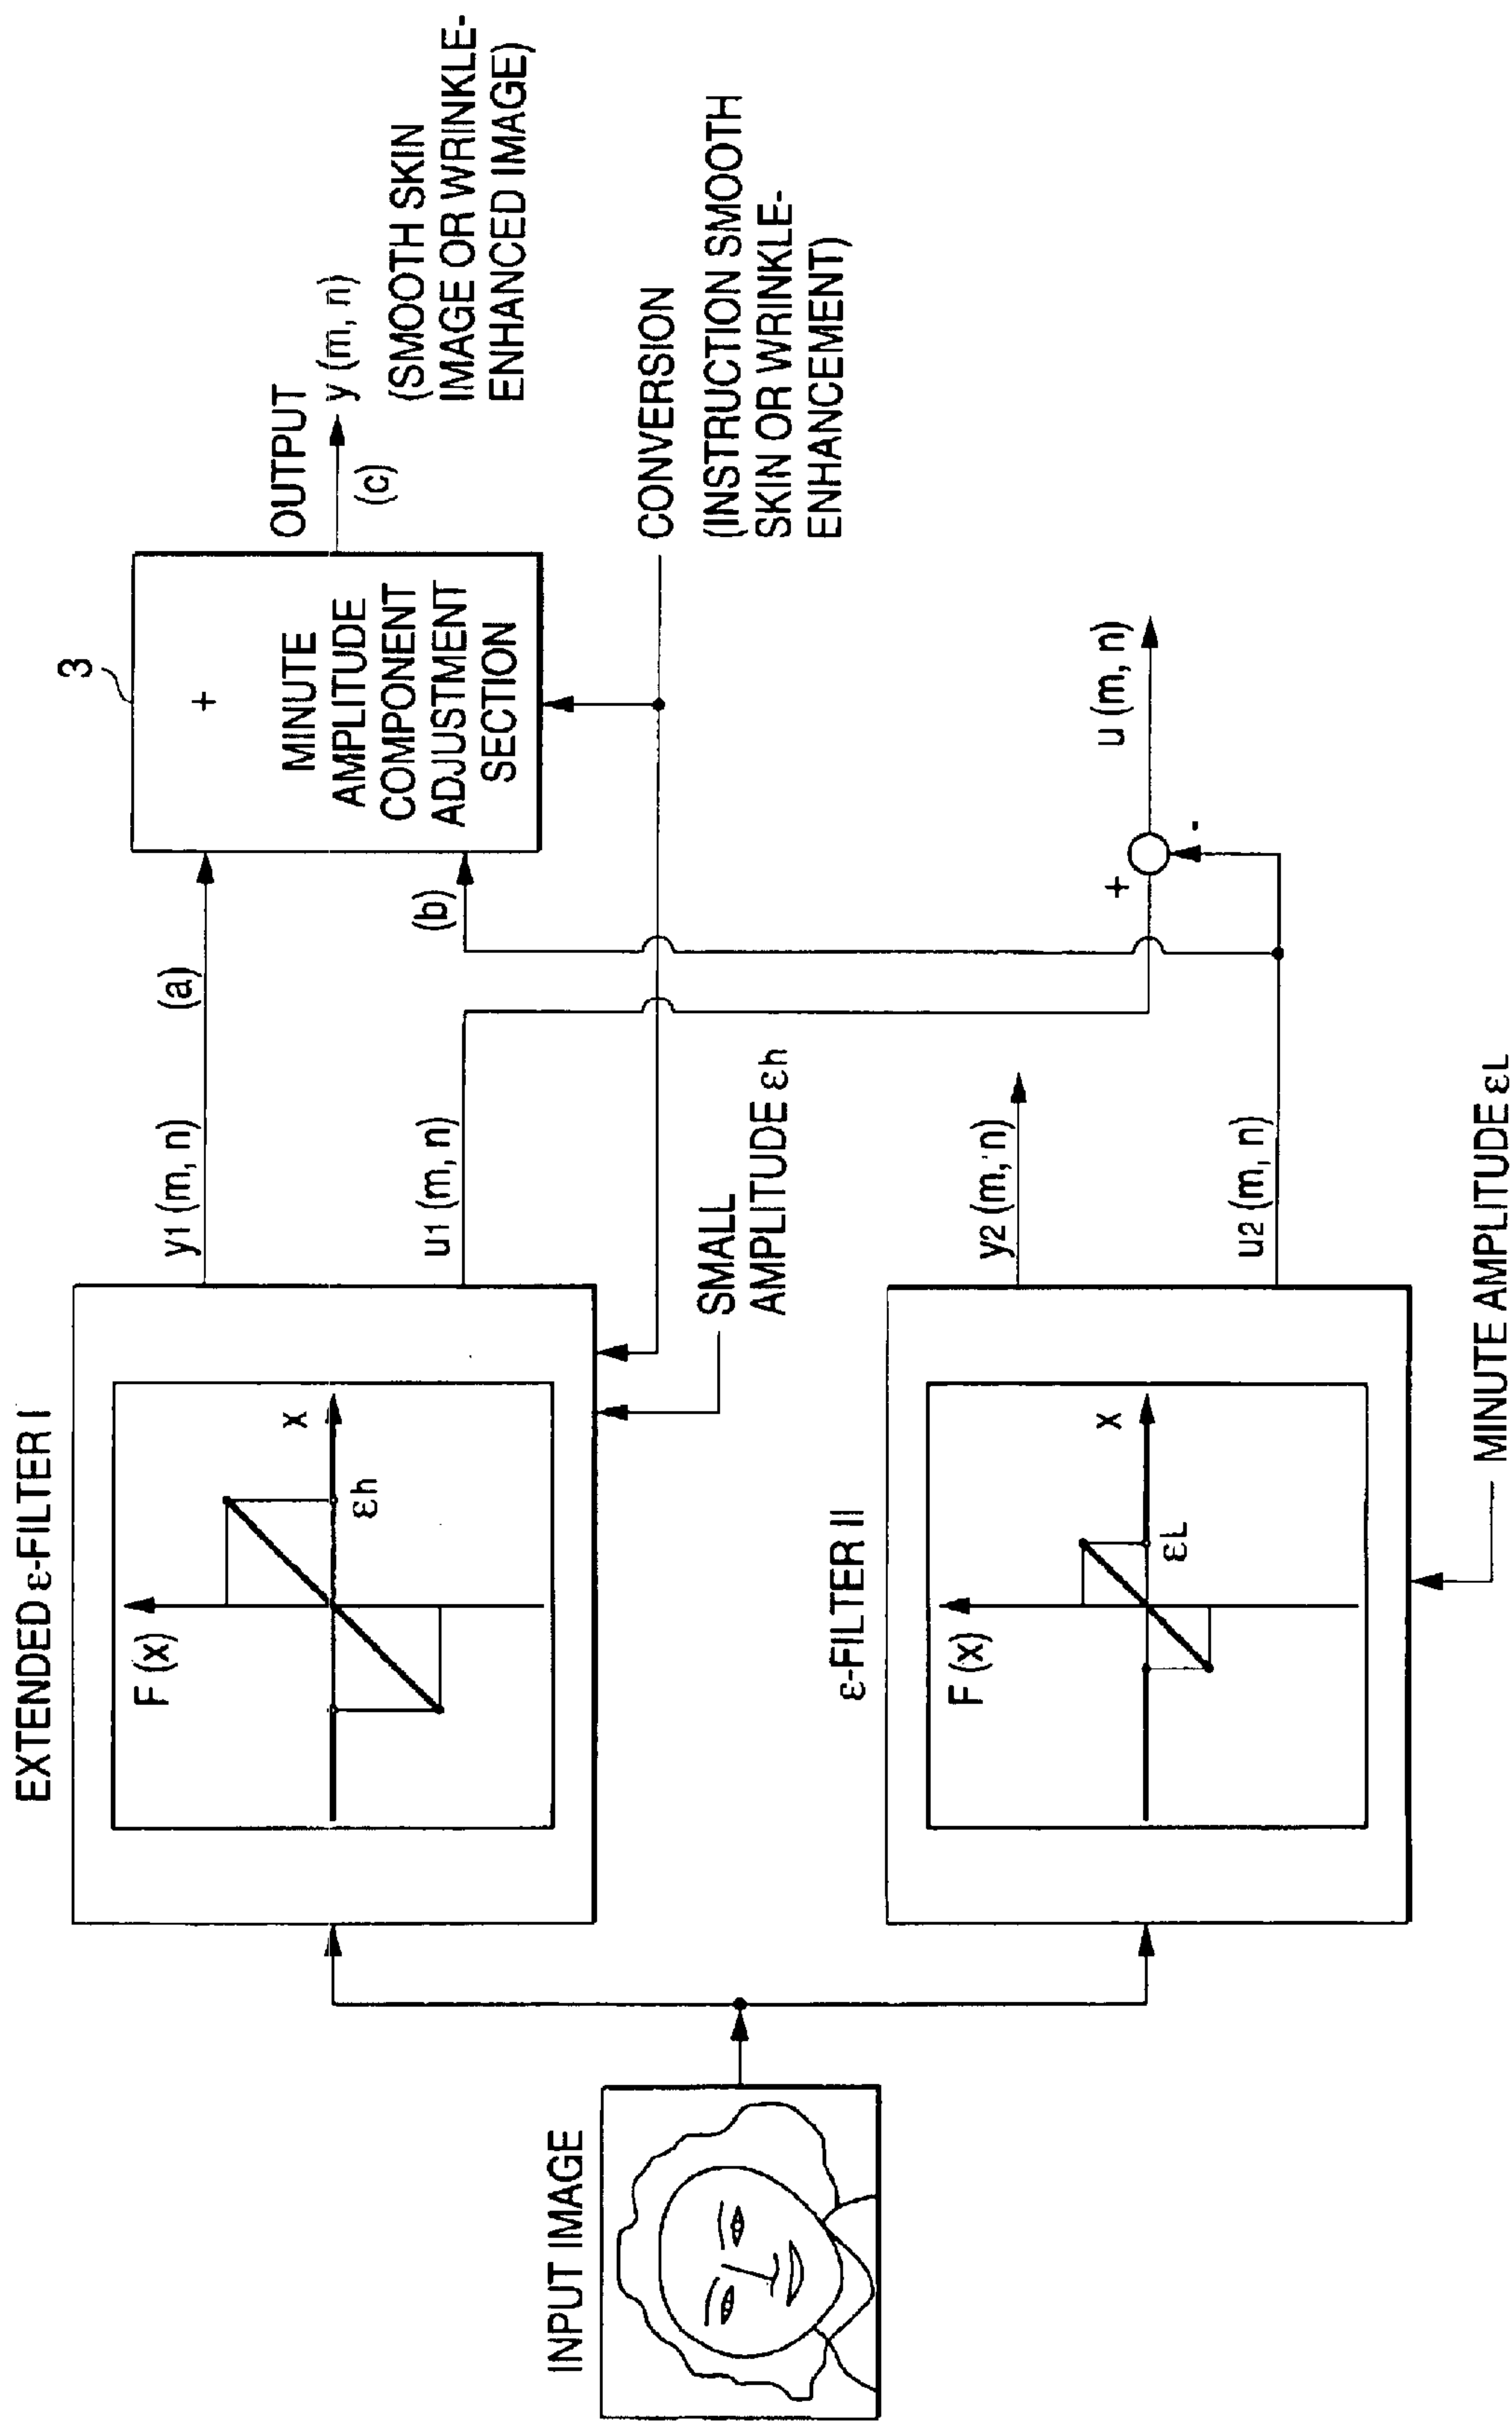 INPUT IMAGE
EXTENDED ε-FILTER I
F (x)
x
εh
SMALL
AMPLITUDE εh
ε-FILTER II
F (x)
x
εL
MINUTE AMPLITUDE εL
y1 (m, n)
(a)
u1 (m, n)
(b)
y2 (m, n)
u2 (m, n)
3
+
MINUTE
AMPLITUDE
COMPONENT
ADJUSTMENT
SECTION
+
-
u (m, n)
OUTPUT
(c)
y (m, n)
(SMOOTH SKIN
IMAGE OR WRINKLE-
ENHANCED IMAGE)
CONVERSION
(INSTRUCTION SMOOTH
SKIN OR WRINKLE-
ENHANCEMENT)